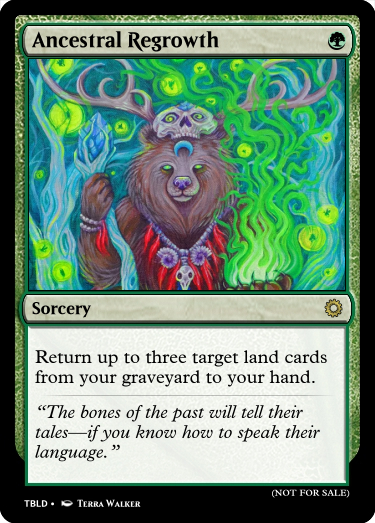 Ancestral Regrowth
Sorcery
Return up to three target land cards
from your graveyard to your hand.
“The bones of the past will tell their
tales—if you know how to speak their
language.”
(NOT FOR SALE)
TBLD • Terra Walker